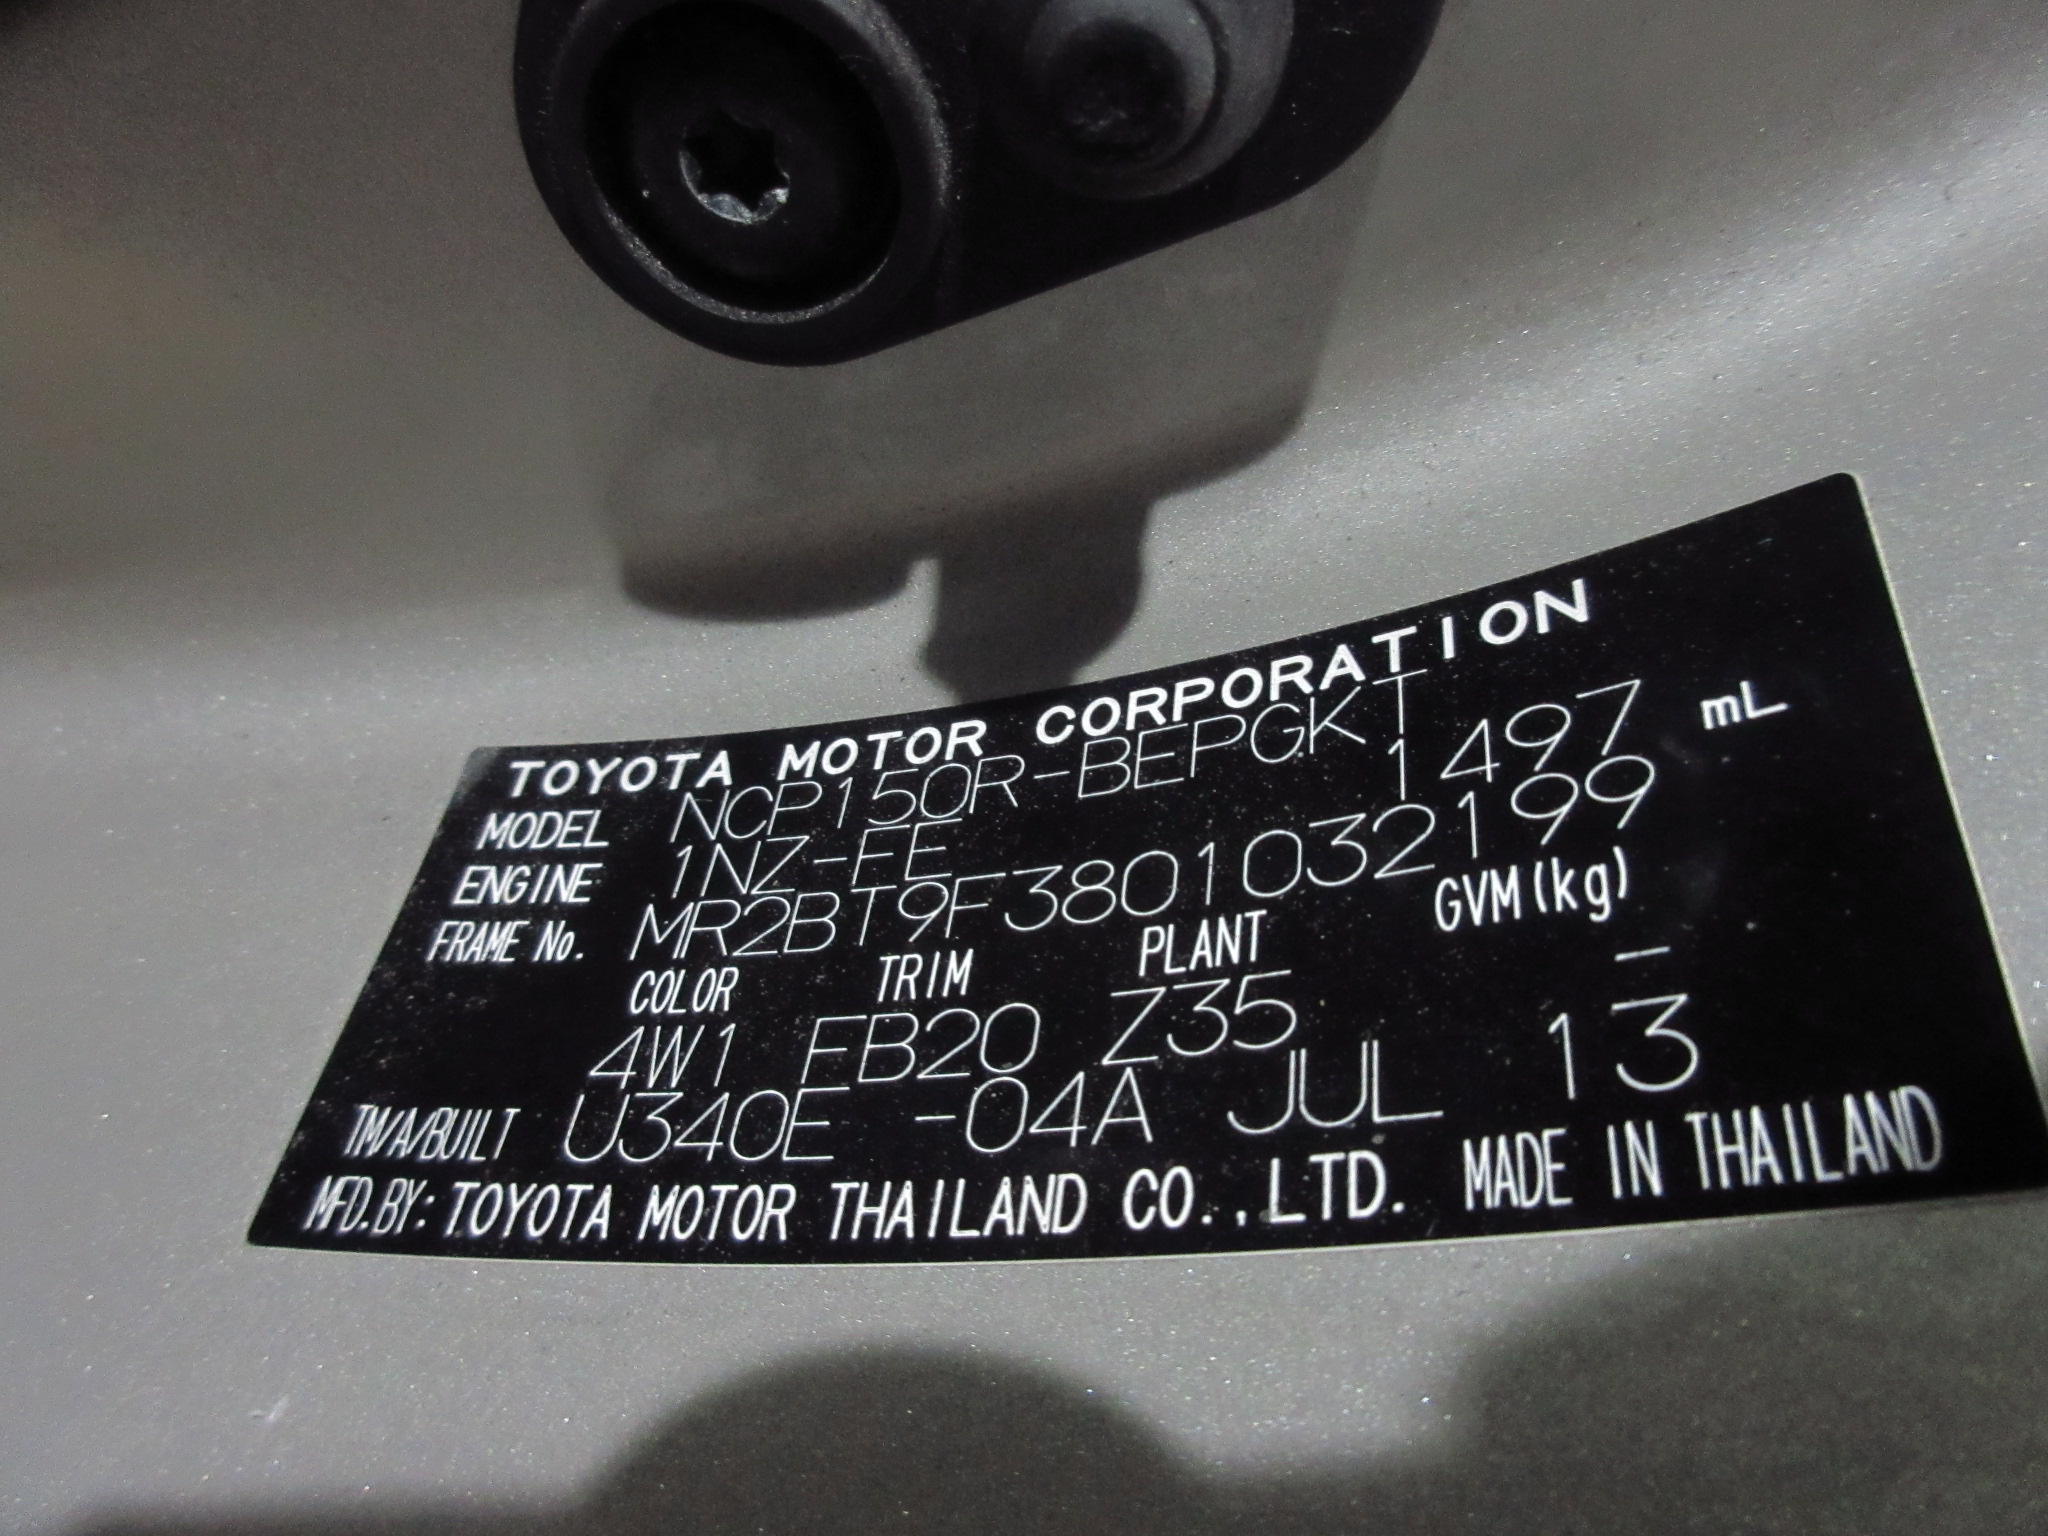 TOYOTA MOTOR CORPORATION
MODEL NCP150R-BEPGKT
ENGINE 1NZ-FE 1497 mL
FRAME No. MR2BT9F3801032199
COLOR TRIM PLANT GVM(kg)
4W1 FB20 Z35 –
TM/A/BUILT U340E -04A JUL 13
MFD.BY: TOYOTA MOTOR THAILAND CO.,LTD. MADE IN THAILAND